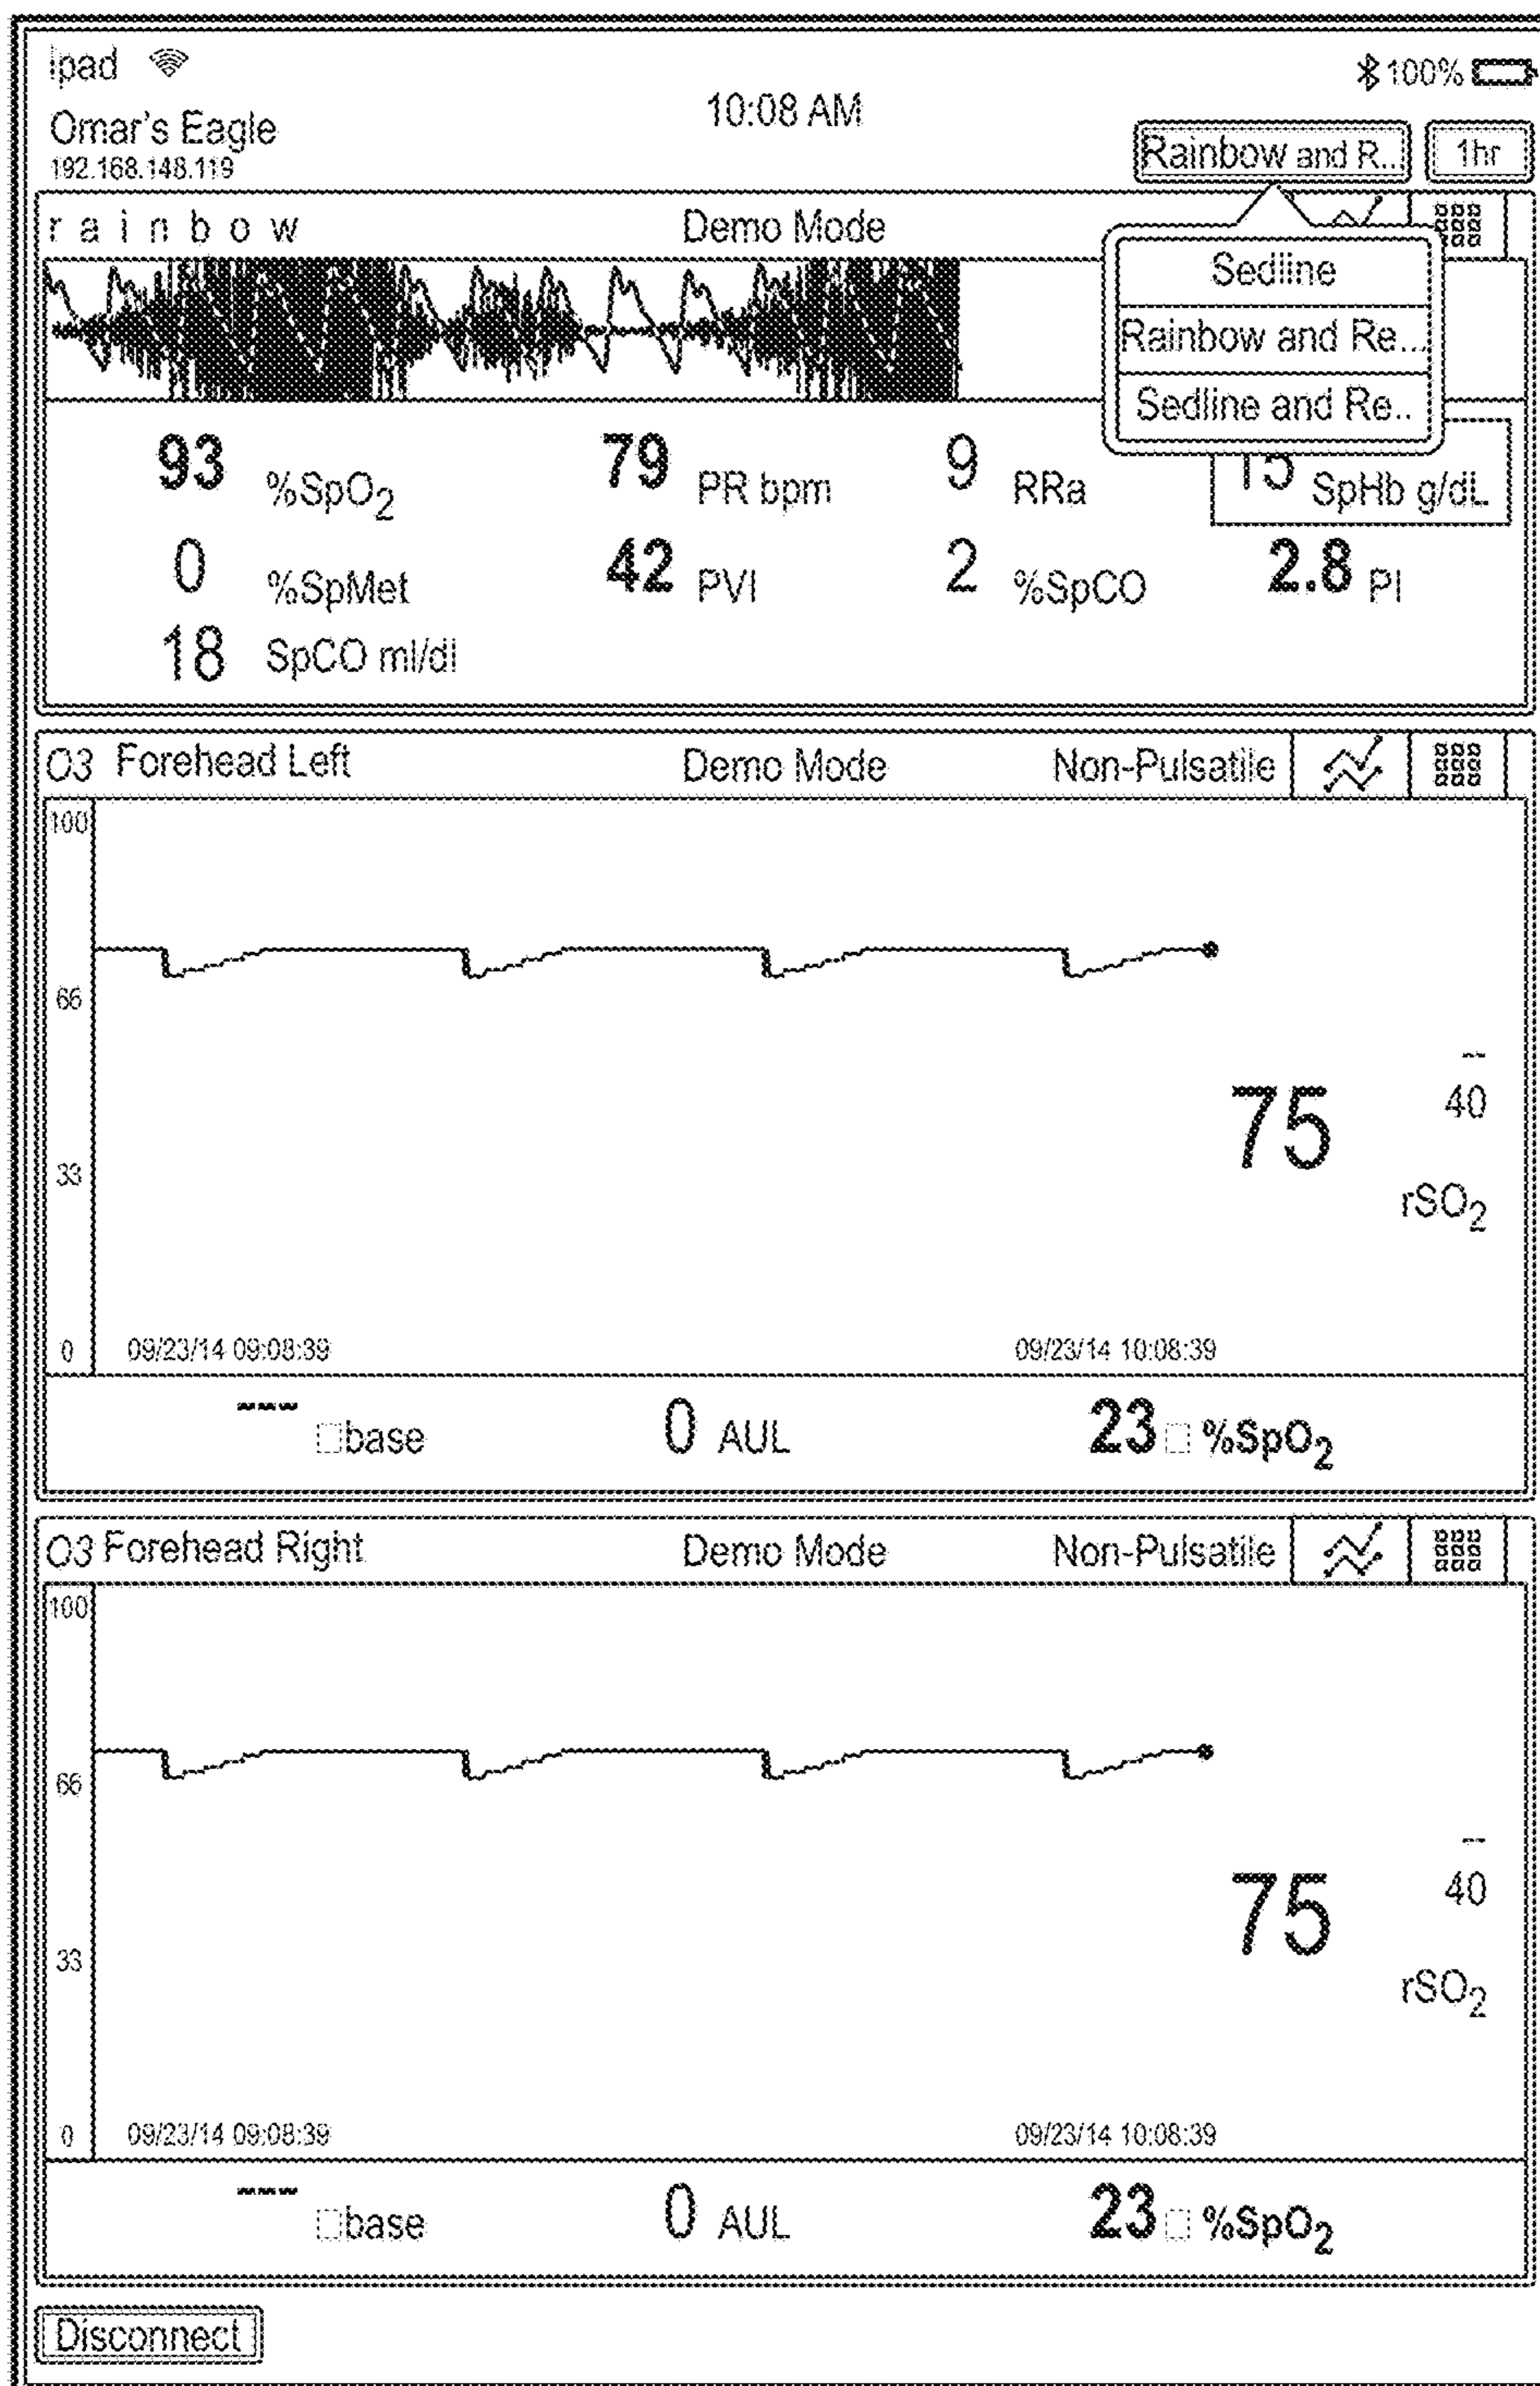 ipad 100%
10:08 AM
Omar's Eagle
192.168.148.119
Rainbow and R... 1hr
rainbow Demo Mode
Sedline
Rainbow and Re...
Sedline and Re..
93 %SpO2 79 PR bpm 9 RRa 15 SpHb g/dL
0 %SpMet 42 PVI 2 %SpCO 2.8 PI
18 SpCO ml/dl
O3 Forehead Left Demo Mode Non-Pulsatile
100
66
--
75 40
33
rSO2
0 09/23/14 09:08:39 09/23/14 10:08:39
--- □base 0 AUL 23 □ %SpO2
O3 Forehead Right Demo Mode Non-Pulsatile
100
66
--
75 40
33
rSO2
0 09/23/14 09:08:39 09/23/14 10:08:39
--- □base 0 AUL 23 □ %SpO2
Disconnect